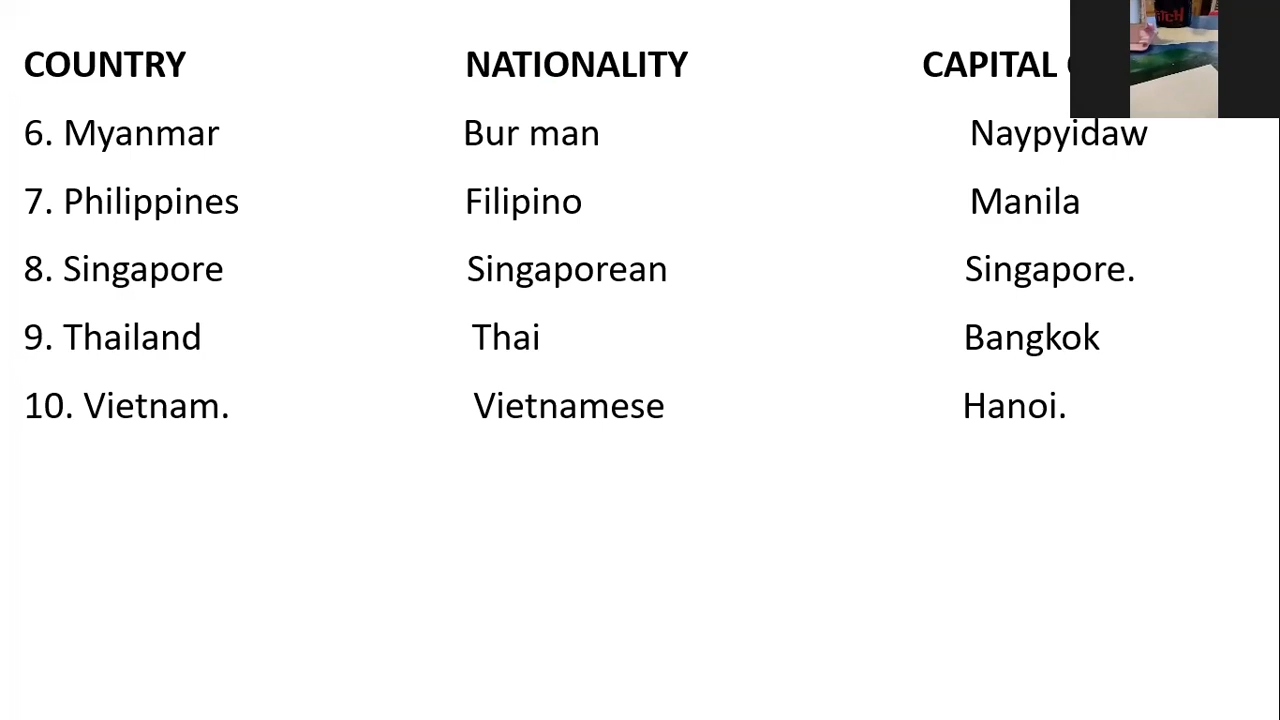 COUNTRY NATIONALITY CAPITAL
6. Myanmar Bur man Naypyidaw
7. Philippines Filipino Manila
8. Singapore Singaporean Singapore.
9. Thailand Thai Bangkok
10. Vietnam. Vietnamese Hanoi.